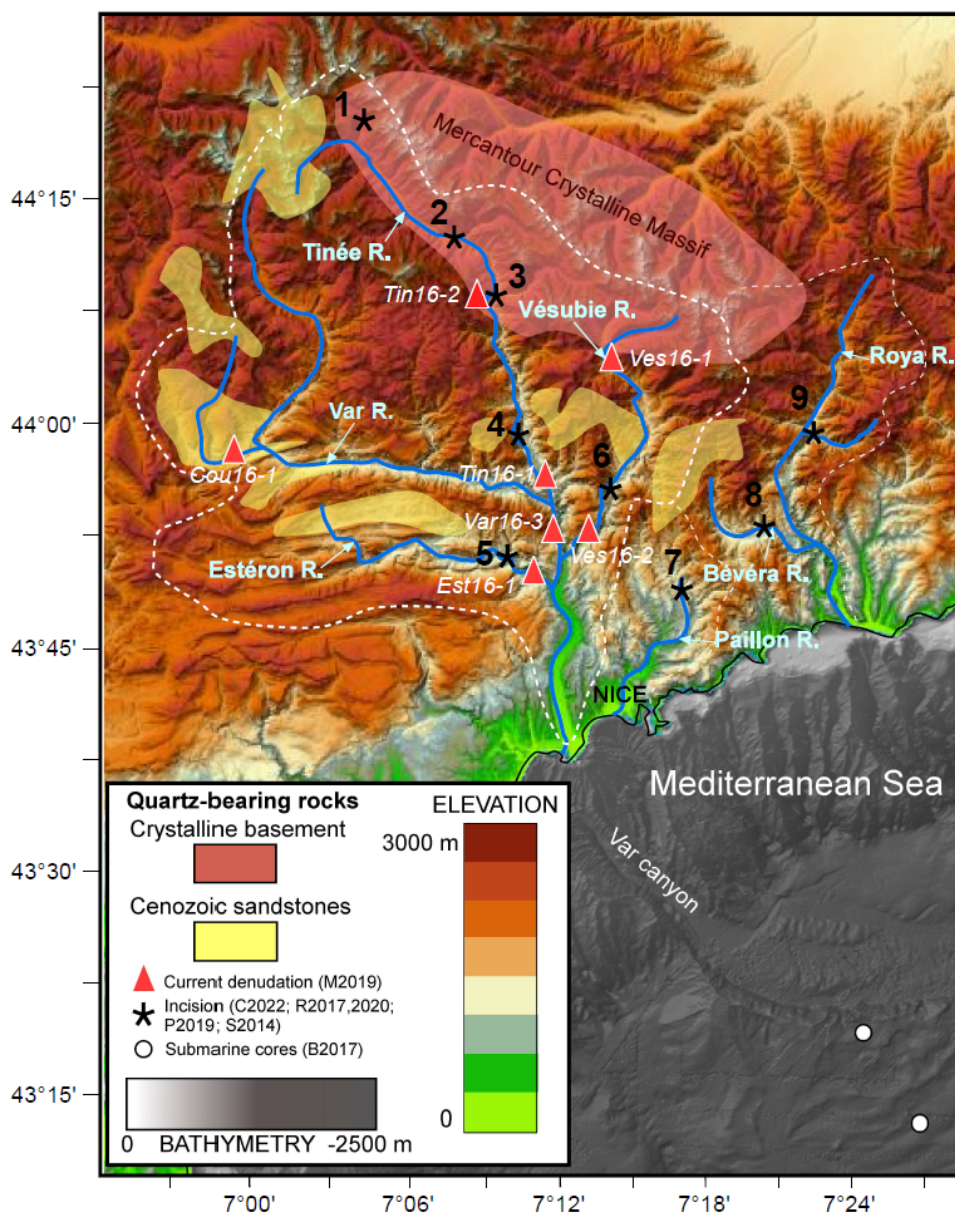 1
Mercantour Crystalline Massif
44°15'
2
Tinée R.
3
Tin16-2
Vésubie R.
Ves16-1
Roya R.
9
44°00'
Var R.
4
6
Cou16-1
Tin16-1
Var16-3
Ves16-2
8
5
Estéron R.
Est16-1
7
Bévéra R.
43°45'
Paillon R.
NICE
Mediterranean Sea
Var canyon
Quartz-bearing rocks
Crystalline basement
Cenozoic sandstones
Current denudation (M2019)
Incision (C2022; R2017,2020;
P2019; S2014)
Submarine cores (B2017)
0 BATHYMETRY -2500 m
ELEVATION
3000 m
0
43°30'
43°15'
7°00'
7°06'
7°12'
7°18'
7°24'